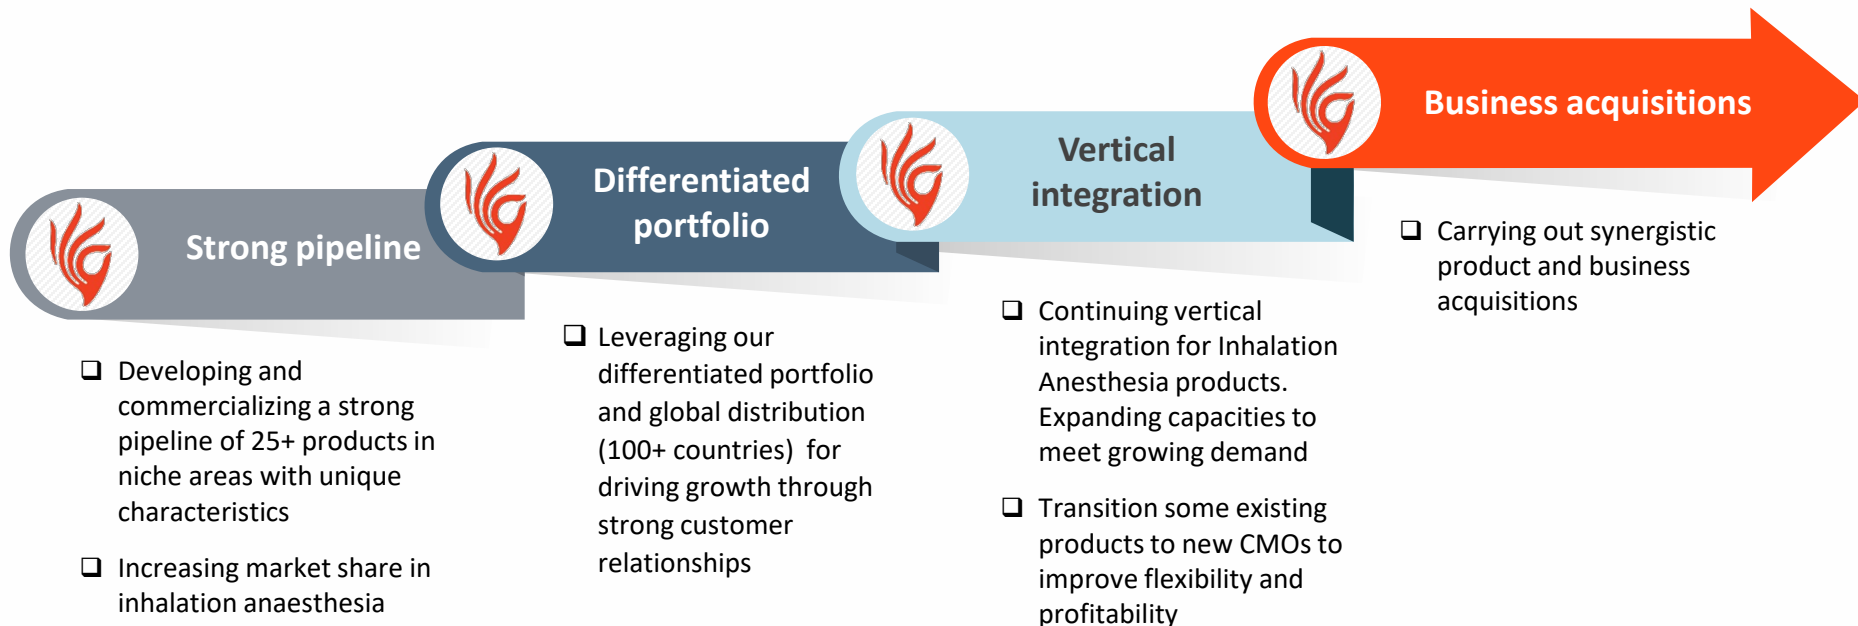 Strong pipeline
❑ Developing and
commercializing a strong
pipeline of 25+ products in
niche areas with unique
characteristics
❑ Increasing market share in
inhalation anaesthesia
Differentiated
portfolio
❑ Leveraging our
differentiated portfolio
and global distribution
(100+ countries)  for
driving growth through
strong customer
relationships
Vertical
integration
❑ Continuing vertical
integration for Inhalation
Anesthesia products.
Expanding capacities to
meet growing demand
❑ Transition some existing
products to new CMOs to
improve flexibility and
profitability
Business acquisitions
❑ Carrying out synergistic
product and business
acquisitions